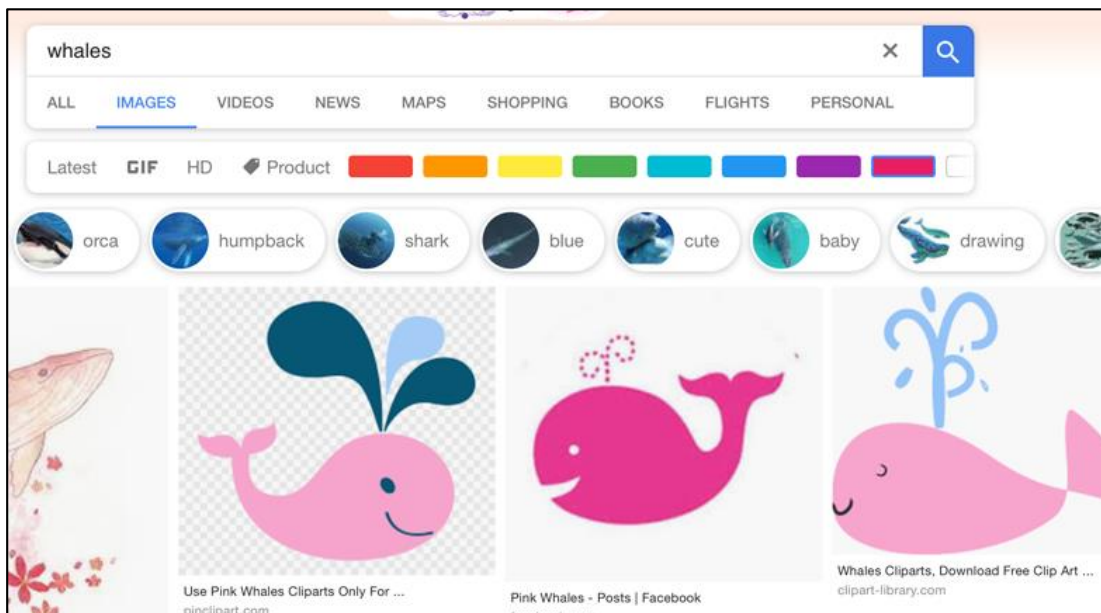 whales
ALL IMAGES VIDEOS NEWS MAPS SHOPPING BOOKS FLIGHTS PERSONAL
Latest GIF HD Product
orca humpback shark blue cute baby drawing
Use Pink Whales Cliparts Only For ...
pinclipart.com
Pink Whales - Posts | Facebook
Whales Cliparts, Download Free Clip Art ...
clipart-library.com